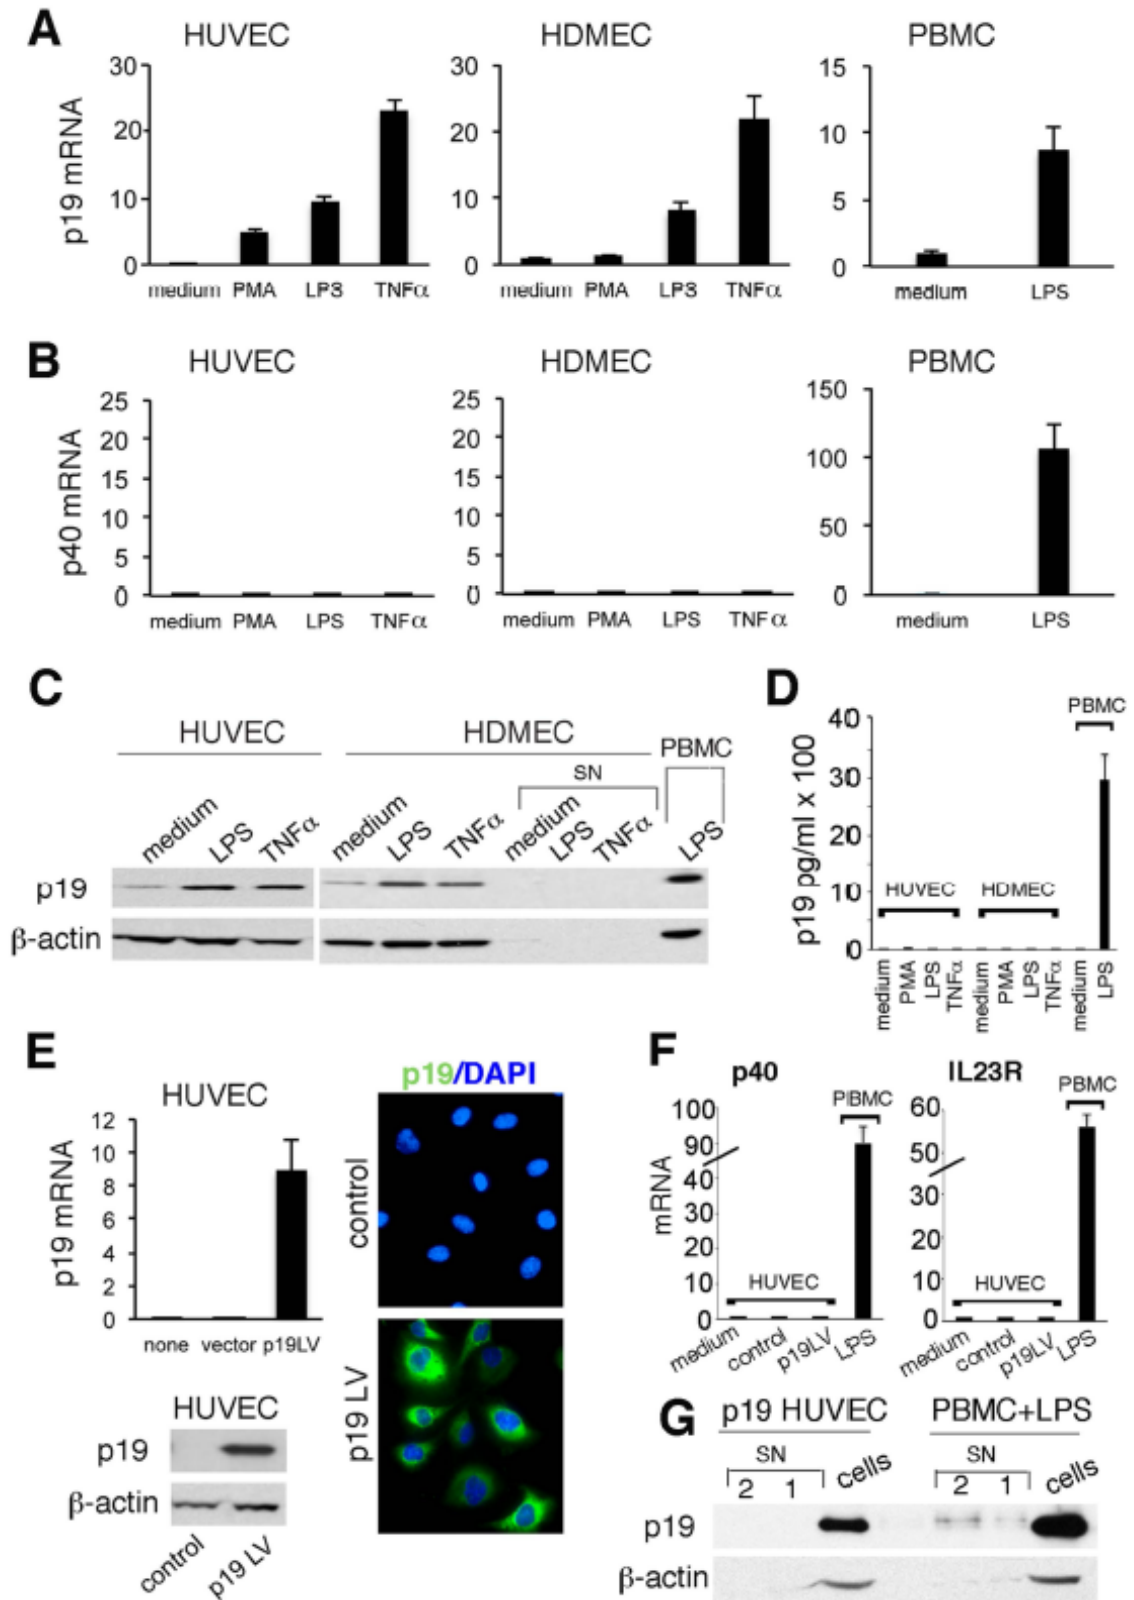 A
HUVEC HDMEC PBMC
p19 mRNA
30 20 10 0
medium PMA LPS TNFα
30 20 10 0
medium PMA LP3 TNFα
15 10 5 0
medium LPS
B
HUVEC HDMEC PBMC
p40 mRNA
25 20 15 10 5 0
medium PMA LPS TNFα
25 20 15 10 5 0
medium PMA LPS TNFα
150 100 50 0
medium LPS
C
HUVEC HDMEC PBMC
SN
medium LPS TNFα medium LPS TNFα medium LPS TNFα LPS
p19
β-actin
D
PBMC
p19 pg/ml x 100
40 30 20 10 0
HUVEC HDMEC
medium PMA LPS TNFα medium PMA LPS TNFα medium LPS
E
HUVEC
p19 mRNA
12 10 8 6 4 2 0
none vector p19LV
p19/DAPI
control
p19 LV
HUVEC
p19
β-actin
control p19 LV
F
p40 IL23R
mRNA
PIBMC
100 90 40 30 20 10 0
HUVEC
medium control p19LV LPS
PBMC
60 50 30 20 10 0
HUVEC
medium control p19LV LPS
G
p19 HUVEC PBMC+LPS
SN cells SN cells
2 1 2 1
p19
β-actin